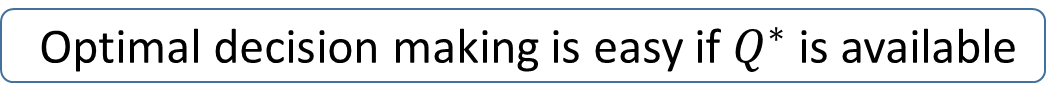 Optimal decision making is easy if Q* is available